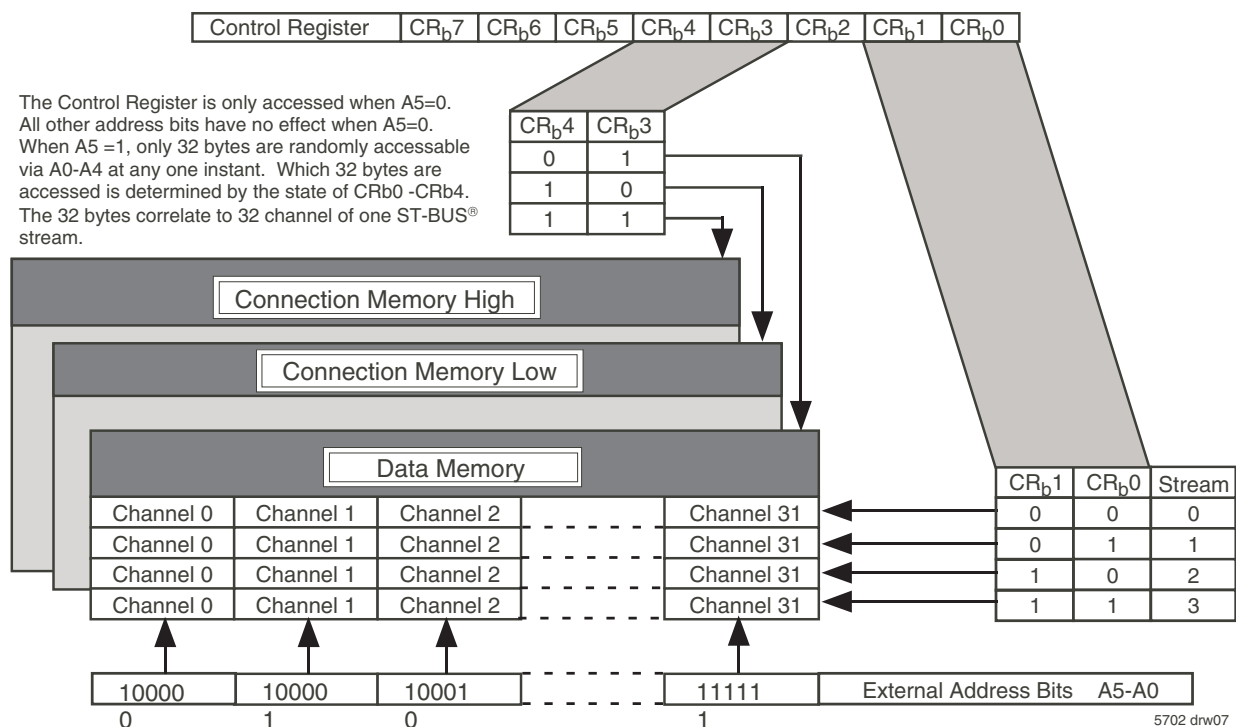 Control Register CRb7 CRb6 CRb5 CRb4 CRb3 CRb2 CRb1 CRb0
The Control Register is only accessed when A5=0.
All other address bits have no effect when A5=0.
When A5 =1, only 32 bytes are randomly accessable
via A0-A4 at any one instant. Which 32 bytes are
accessed is determined by the state of CRb0 -CRb4.
The 32 bytes correlate to 32 channel of one ST-BUS®
stream.
CRb4 CRb3
0 1
1 0
1 1
Connection Memory High
Connection Memory Low
Data Memory
CRb1 CRb0 Stream
Channel 0 Channel 1 Channel 2 Channel 31 0 0 0
Channel 0 Channel 1 Channel 2 Channel 31 0 1 1
Channel 0 Channel 1 Channel 2 Channel 31 1 0 2
Channel 0 Channel 1 Channel 2 Channel 31 1 1 3
10000 10000 10001 11111 External Address Bits A5-A0
0 1 0 1
5702 drw07